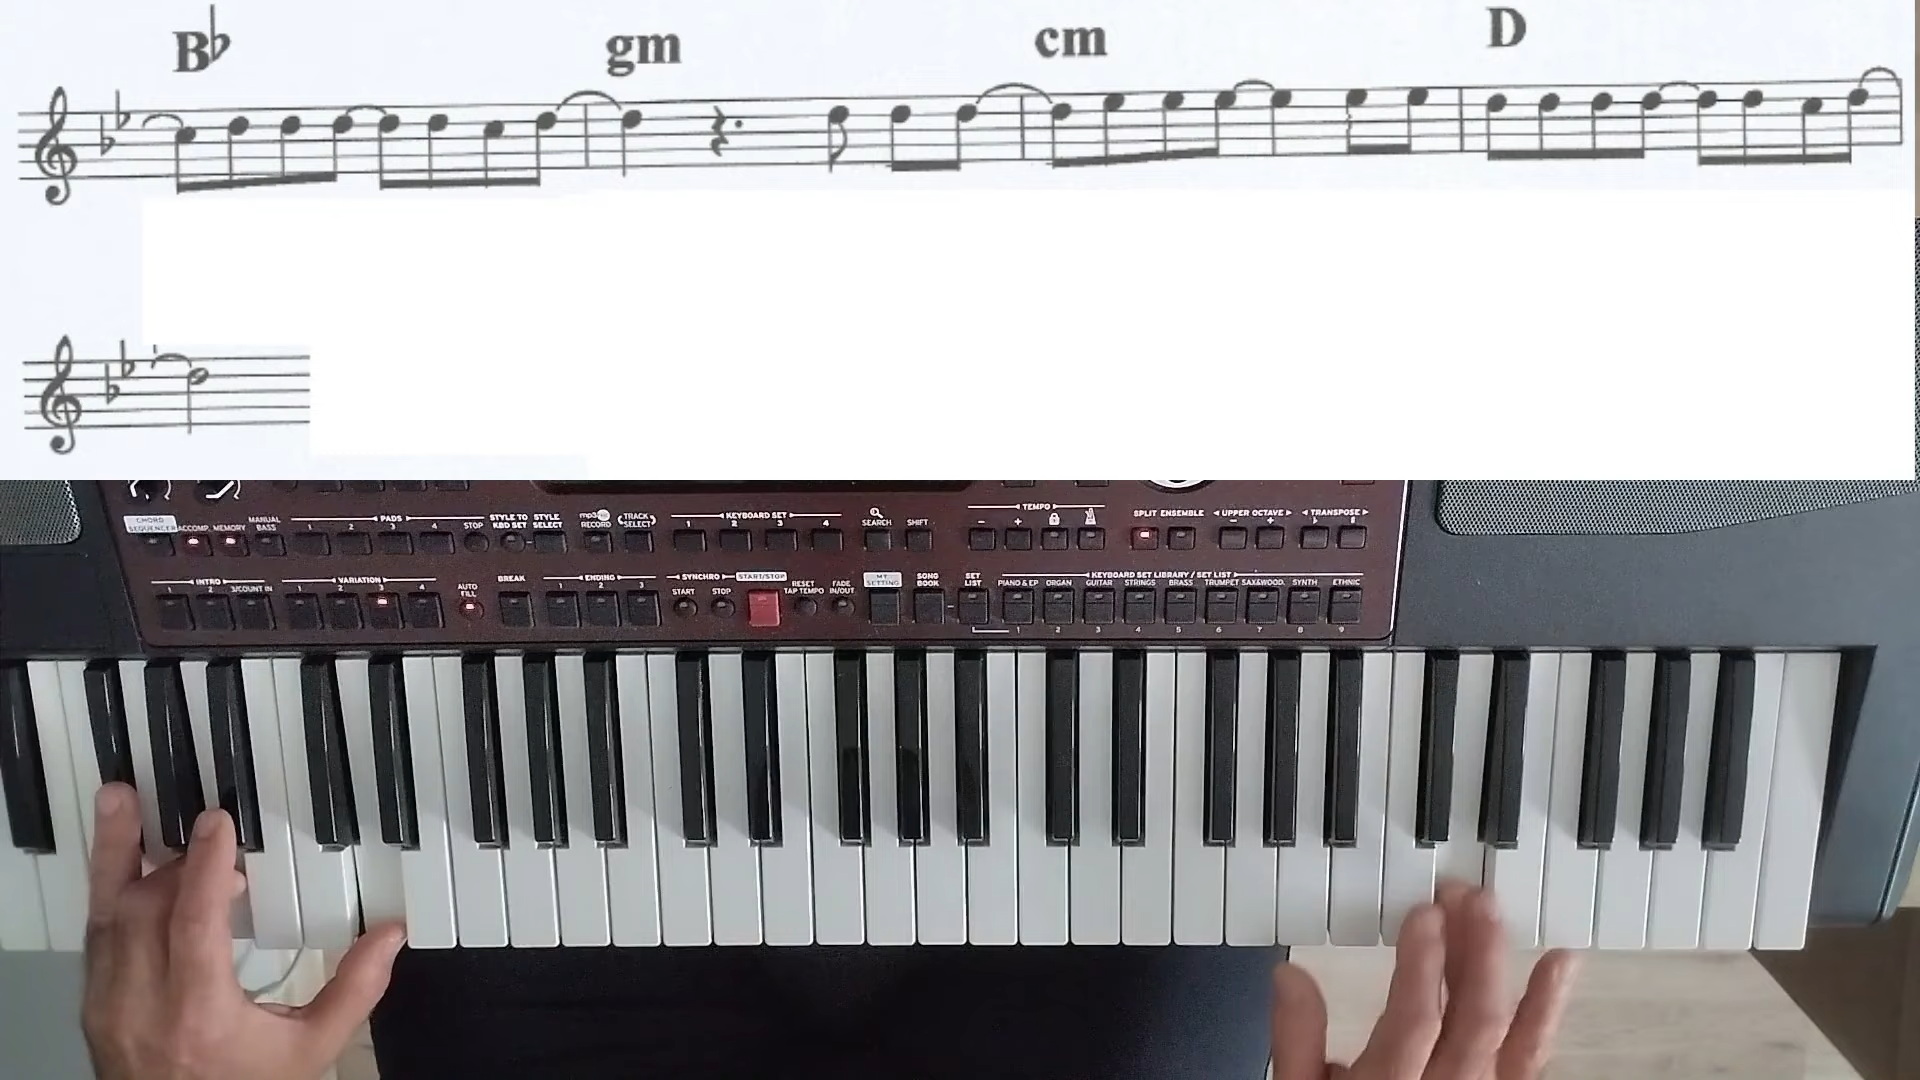 B♭ gm cm D
CHORD SEQUENCER ACCOMP. MEMORY MANUAL BASS 1 2 PADS 3 4 STOP STYLE TO KBD SET STYLE SELECT mp3 RECORD TRACK SELECT 1 KEYBOARD SET 2 3 4 SEARCH SHIFT - TEMPO + SPLIT ENSEMBLE UPPER OCTAVE - + TRANSPOSE ♭ ♯
INTRO 1 2 3/COUNT IN VARIATION 1 2 3 4 AUTO FILL BREAK ENDING 1 2 3 SYNCHRO START STOP START/STOP RESET TAP TEMPO FADE IN/OUT MY SETTING SONG BOOK SET LIST KEYBOARD SET LIBRARY / SET LIST PIANO & EP ORGAN GUITAR STRINGS BRASS TRUMPET SAX&WOOD. SYNTH ETHNIC
1 2 3 4 5 6 7 8 9